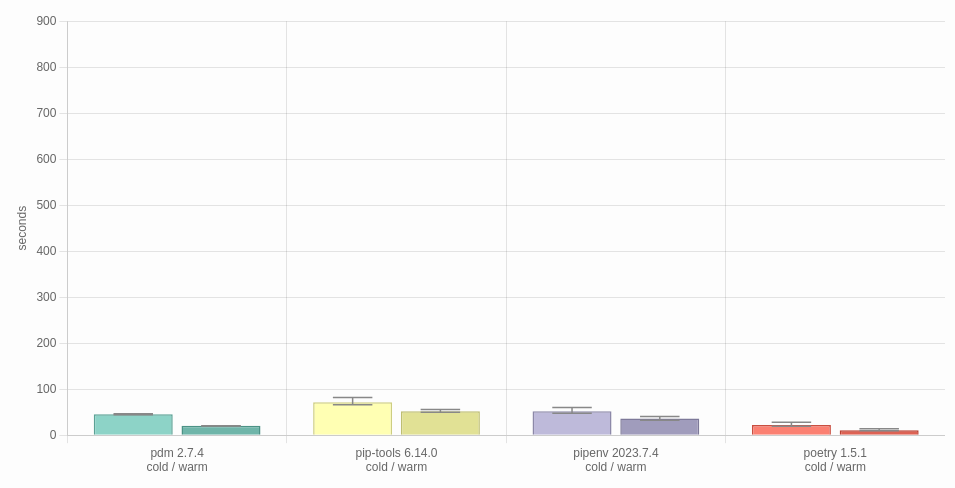 900
800
700
600
500
400
300
200
100
0
seconds
pdm 2.7.4
cold / warm
pip-tools 6.14.0
cold / warm
pipenv 2023.7.4
cold / warm
poetry 1.5.1
cold / warm